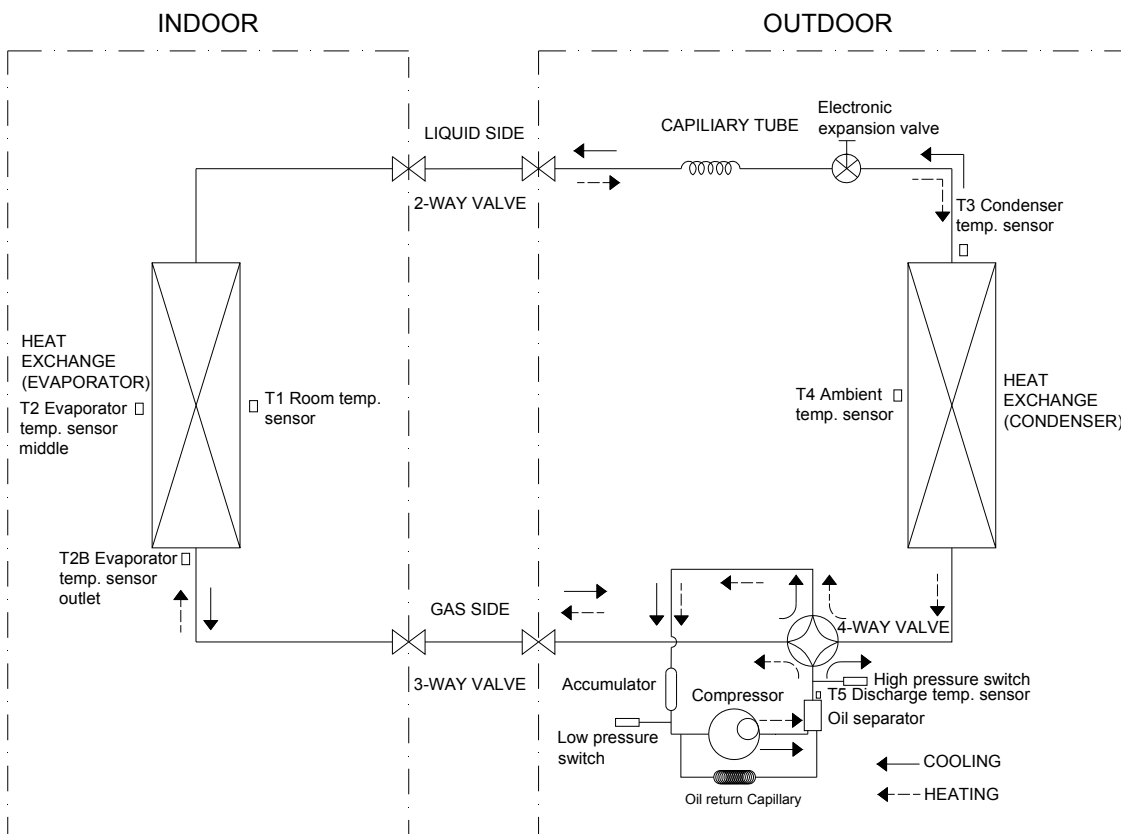 INDOOR
OUTDOOR
Electronic
expansion valve
LIQUID SIDE
CAPILIARY TUBE
2-WAY VALVE
T3 Condenser
temp. sensor
HEAT
EXCHANGE
(EVAPORATOR)
T2 Evaporator
temp. sensor
middle
T1 Room temp.
sensor
T4 Ambient
temp. sensor
HEAT
EXCHANGE
(CONDENSER)
T2B Evaporator
temp. sensor
outlet
GAS SIDE
4-WAY VALVE
3-WAY VALVE
Accumulator
Compressor
High pressure switch
T5 Discharge temp. sensor
Oil separator
Low pressure
switch
COOLING
HEATING
Oil return Capillary